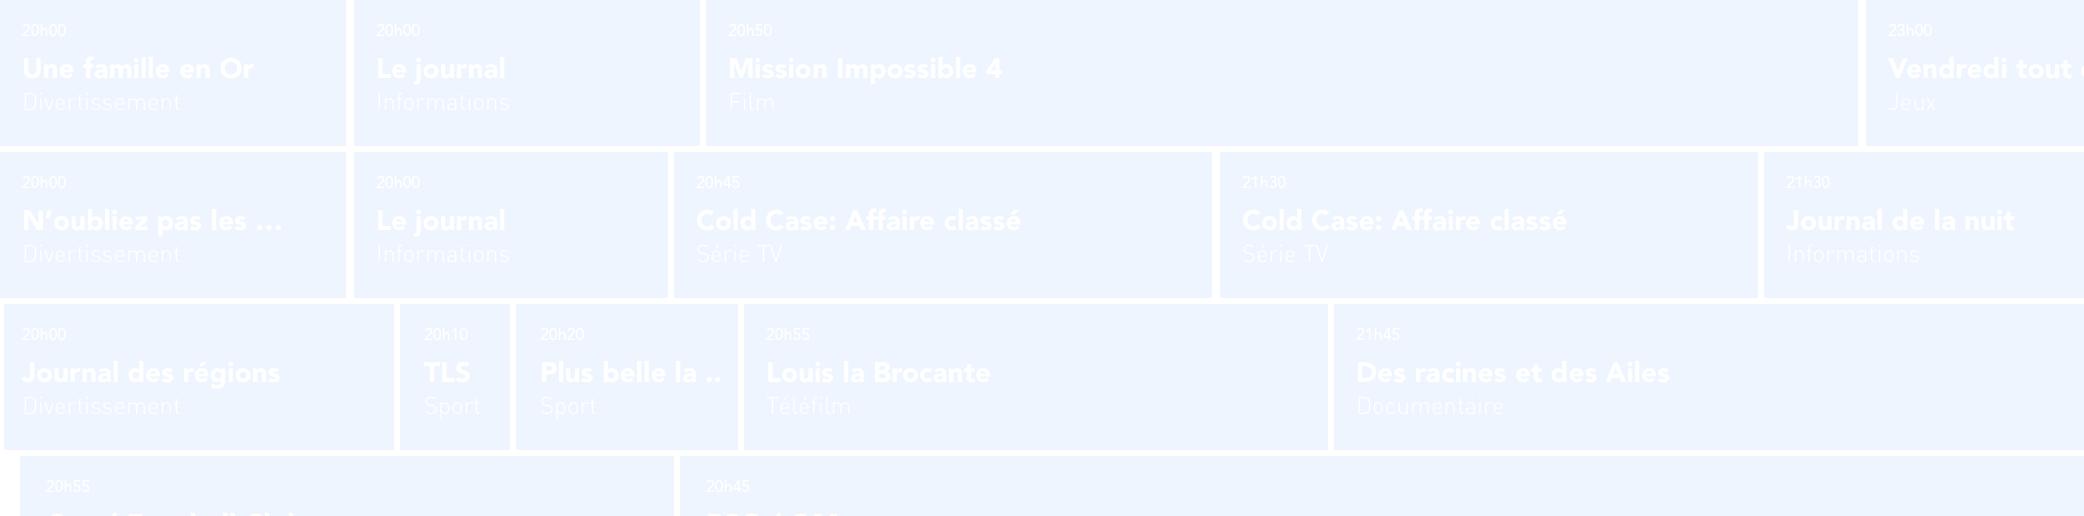 20h00
Une famille en Or
Divertissement
20h00
Le journal
Informations
20h50
Mission Impossible 4
Film
23h00
Vendredi tout
Jeux
20h00
N'oubliez pas les ...
Divertissement
20h00
Le journal
Informations
20h45
Cold Case: Affaire classé
Série TV
21h30
Cold Case: Affaire classé
Série TV
21h30
Journal de la nuit
Informations
20h00
Journal des régions
Divertissement
20h10
TLS
Sport
20h20
Plus belle la ..
Sport
20h55
Louis la Brocante
Téléfilm
21h45
Des racines et des Ailes
Documentaire
20h55
20h45